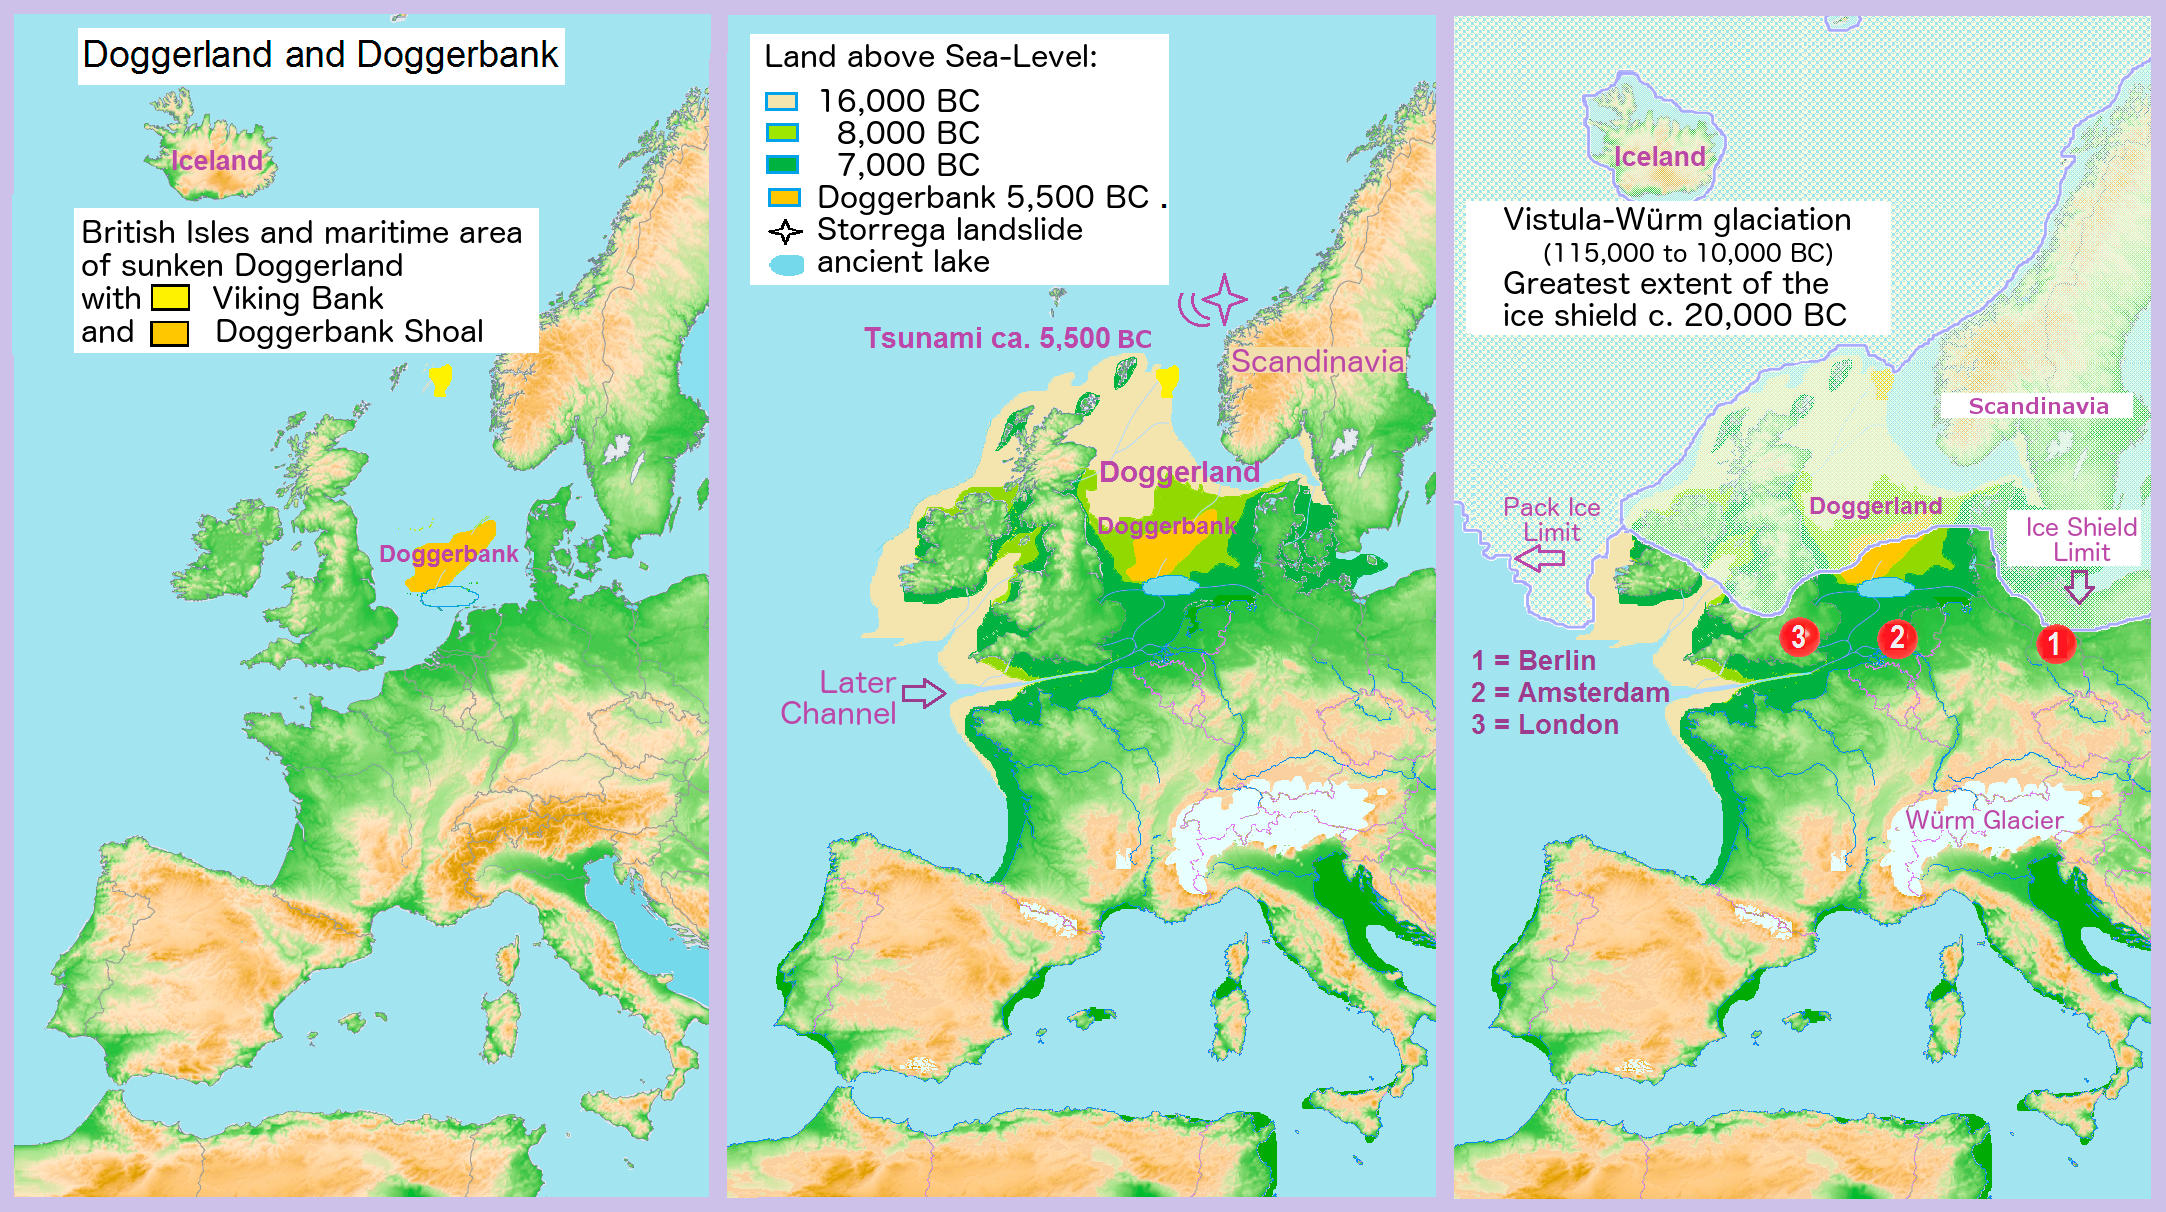 Doggerland and Doggerbank
Iceland
British Isles and maritime area
of sunken Doggerland
with Viking Bank
and Doggerbank Shoal
Doggerbank
Land above Sea-Level:
16,000 BC
8,000 BC
7,000 BC
Doggerbank 5,500 BC .
Storrega landslide
ancient lake
Tsunami ca. 5,500 BC
Scandinavia
Doggerland
Doggerbank
Later
Channel
Iceland
Vistula-Würm glaciation
(115,000 to 10,000 BC)
Greatest extent of the
ice shield c. 20,000 BC
Scandinavia
Pack Ice
Limit
Doggerland
Ice Shield
Limit
3
2
1
1 = Berlin
2 = Amsterdam
3 = London
Würm Glacier